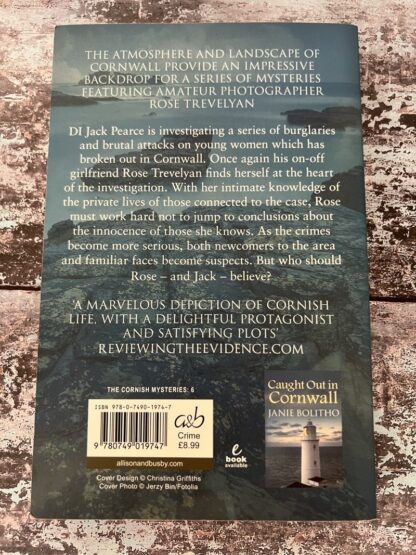 THE ATMOSPHERE AND LANDSCAPE OF
CORNWALL PROVIDE AN IMPRESSIVE
BACKDROP FOR A SERIES OF MYSTERIES
FEATURING AMATEUR PHOTOGRAPHER
ROSE TREVELYAN
DI Jack Pearce is investigating a series of burglaries
and brutal attacks on young women which has
broken out in Cornwall. Once again his on-off
girlfriend Rose Trevelyan finds herself at the heart
of the investigation. With her intimate knowledge of
the private lives of those connected to the case, Rose
must work hard not to jump to conclusions about
the innocence of those she knows. As the crimes
become more serious, both newcomers to the area
and familiar faces become suspects. But who should
Rose – and Jack – believe?
'A MARVELOUS DEPICTION OF CORNISH
LIFE, WITH A DELIGHTFUL PROTAGONIST
AND SATISFYING PLOTS'
REVIEWINGTHEEVIDENCE.COM
THE CORNISH MYSTERIES: 6
ISBN 978-0-7490-1974-7
9 780749 019747
a&b
Crime
£8.99
allisonandbusby.com
Cover Design © Christina Griffiths
Cover Photo © Jerzy Bin/Fotolia
e
book
available
Caught Out in
Cornwall
JANIE BOLITHO